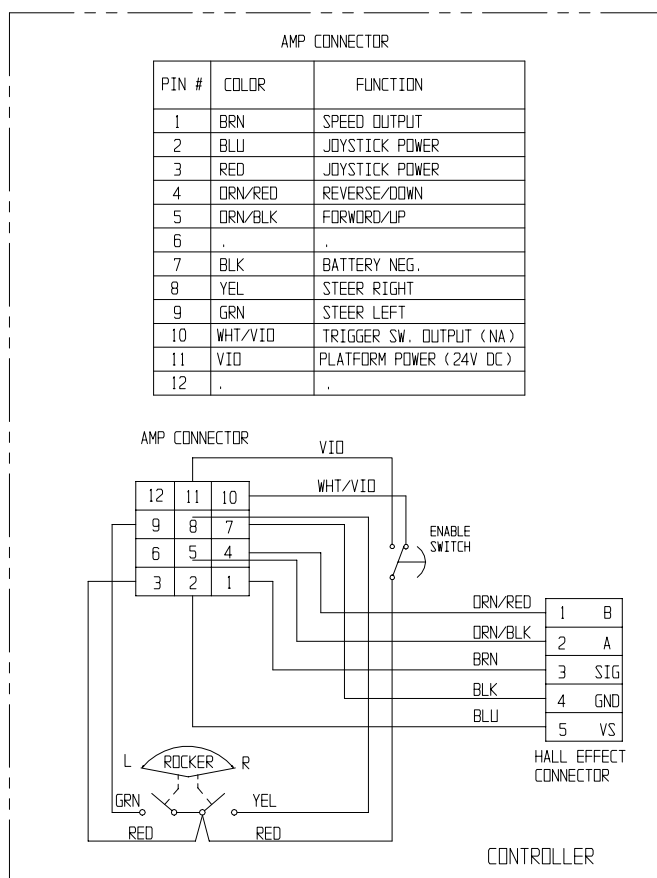 AMP CONNECTOR
PIN # COLOR FUNCTION
1 BRN SPEED OUTPUT
2 BLU JOYSTICK POWER
3 RED JOYSTICK POWER
4 ORN/RED REVERSE/DOWN
5 ORN/BLK FORWORD/UP
6 . .
7 BLK BATTERY NEG.
8 YEL STEER RIGHT
9 GRN STEER LEFT
10 WHT/VIO TRIGGER SW. OUTPUT (NA)
11 VIO PLATFORM POWER (24V DC)
12 . .
AMP CONNECTOR
VIO
WHT/VIO
12 11 10
9 8 7
6 5 4
3 2 1
ENABLE
SWITCH
ORN/RED 1 B
ORN/BLK 2 A
BRN 3 SIG
BLK 4 GND
BLU 5 VS
HALL EFFECT
CONNECTOR
L ROCKER R
GRN YEL
RED RED
CONTROLLER